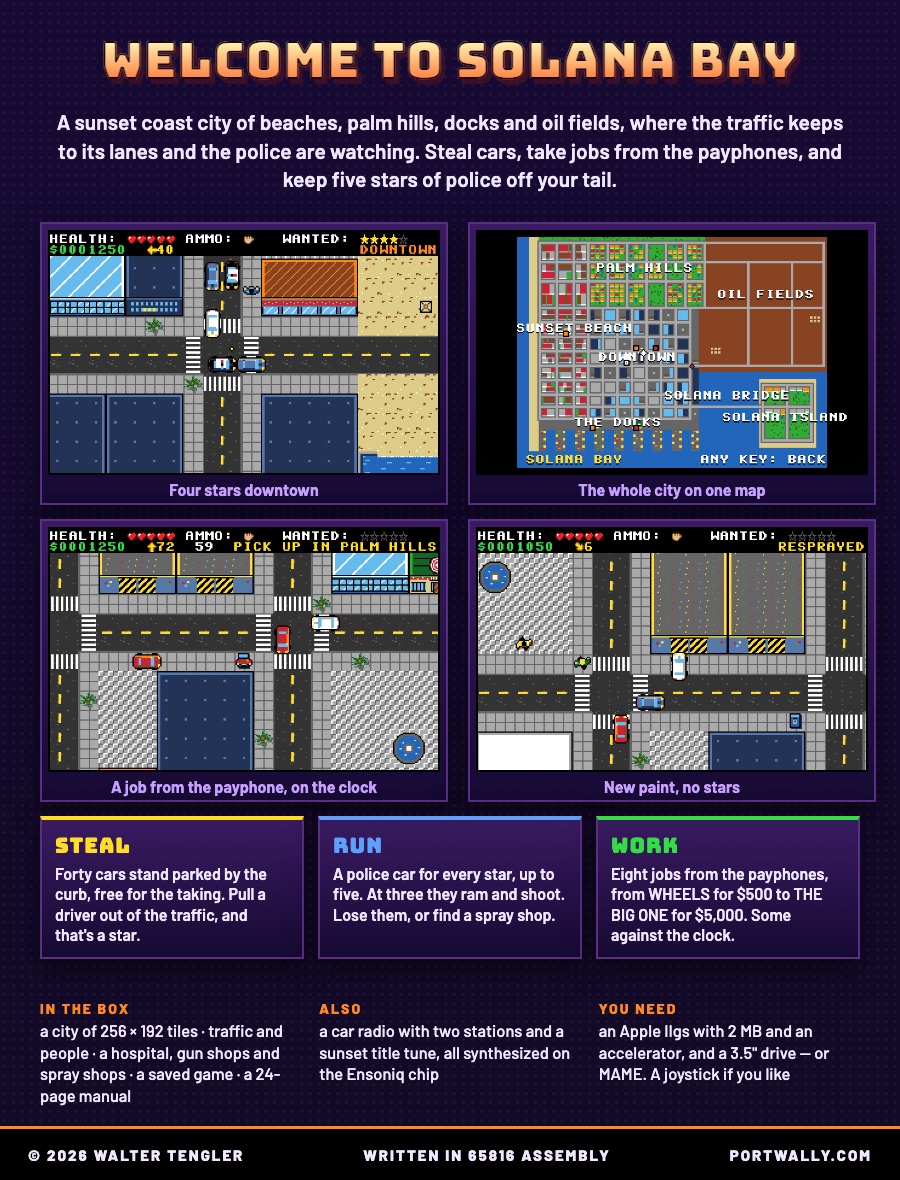 WELCOME TO SOLANA BAY
A sunset coast city of beaches, palm hills, docks and oil fields, where the traffic keeps
to its lanes and the police are watching. Steal cars, take jobs from the payphones, and
keep five stars of police off your tail.
HEALTH: AMMO: WANTED:
$0001250 40 DOWNTOWN
Four stars downtown
PALM HILLS
OIL FIELDS
SUNSET BEACH
DOWNTOWN
SOLANA BRIDGE
SOLANA ISLAND
THE DOCKS
SOLANA BAY ANY KEY: BACK
The whole city on one map
HEALTH: AMMO: WANTED:
$0001250 72 59 PICK UP IN PALM HILLS
A job from the payphone, on the clock
HEALTH: AMMO: WANTED:
$0001050 6 RESPRAYED
New paint, no stars
STEAL
Forty cars stand parked by the
curb, free for the taking. Pull a
driver out of the traffic, and
that's a star.
RUN
A police car for every star, up to
five. At three they ram and shoot.
Lose them, or find a spray shop.
WORK
Eight jobs from the payphones,
from WHEELS for $500 to THE
BIG ONE for $5,000. Some
against the clock.
IN THE BOX
a city of 256 × 192 tiles · traffic and
people · a hospital, gun shops and
spray shops · a saved game · a 24-
page manual
ALSO
a car radio with two stations and a
sunset title tune, all synthesized on
the Ensoniq chip
YOU NEED
an Apple IIgs with 2 MB and an
accelerator, and a 3.5" drive — or
MAME. A joystick if you like
© 2026 WALTER TENGLER
WRITTEN IN 65816 ASSEMBLY
PORTWALLY.COM